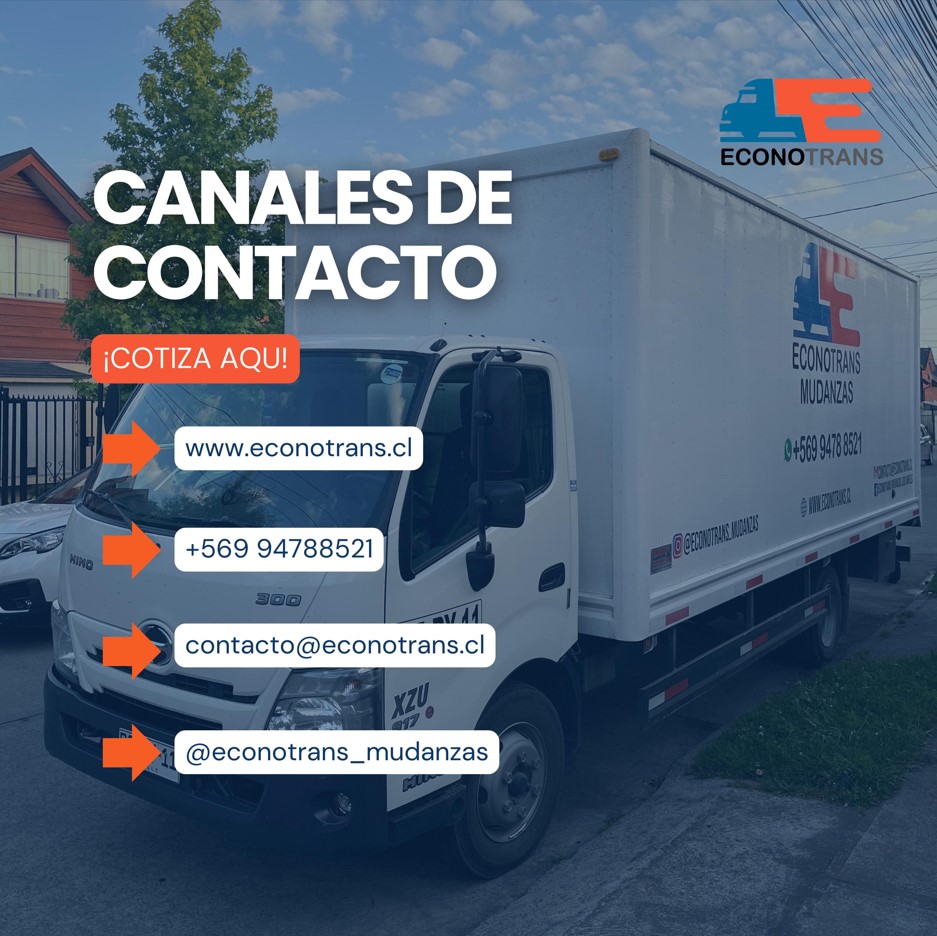 ECONOTRANS
CANALES DE
CONTACTO
¡COTIZA AQUI!
www.econotrans.cl
+569 94788521
contacto@econotrans.cl
@econotrans_mudanzas
ECONOTRANS
MUDANZAS
+569 9478 8521
WWW.ECONOTRANS.CL
@ECONOTRANS_MUDANZAS
HINO
300
XZU